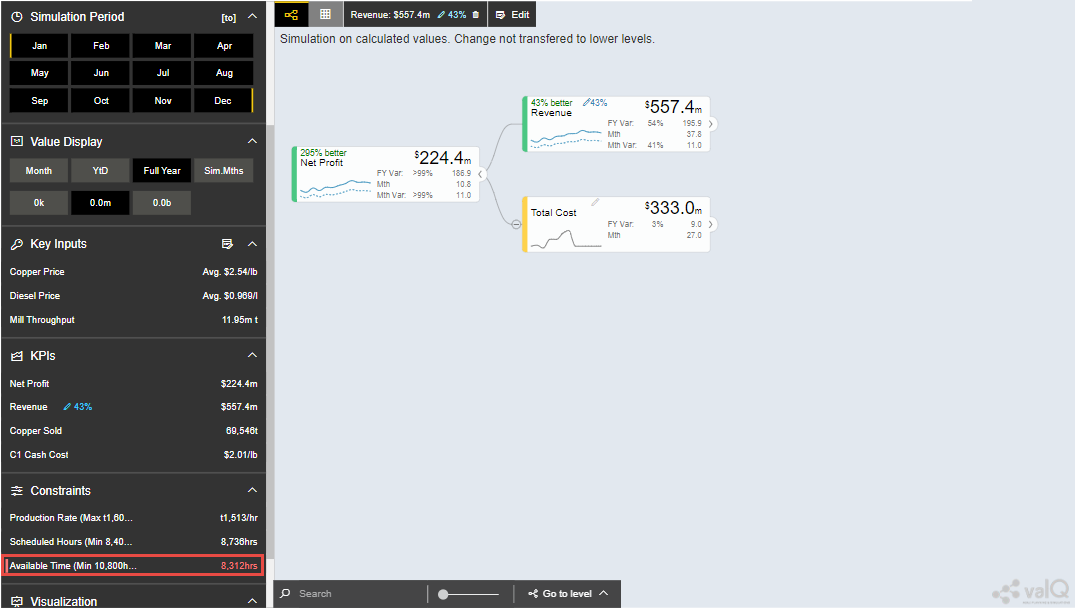 Simulation Period [to]
Jan Feb Mar Apr
May Jun Jul Aug
Sep Oct Nov Dec
Value Display
Month YtD Full Year Sim.Mths
0k 0.0m 0.0b
Key Inputs
Copper Price Avg. $2.54/lb
Diesel Price Avg. $0.969/l
Mill Throughput 11.95m t
KPIs
Net Profit $224.4m
Revenue 43% $557.4m
Copper Sold 69,546t
C1 Cash Cost $2.01/lb
Constraints
Production Rate (Max t1,60... t1,513/hr
Scheduled Hours (Min 8,40... 8,736hrs
Available Time (Min 10,800h... 8,312hrs
Visualization
Revenue: $557.4m 43% Edit
Simulation on calculated values. Change not transfered to lower levels.
295% better
Net Profit $224.4m
FY Var: >99% 186.9
Mth 10.8
Mth Var: >99% 11.0
43% better 43%
Revenue $557.4m
FY Var: 54% 195.9
Mth 37.8
Mth Var: 41% 11.0
Total Cost $333.0m
FY Var: 3% 9.0
Mth 27.0
Search Go to level
valQ